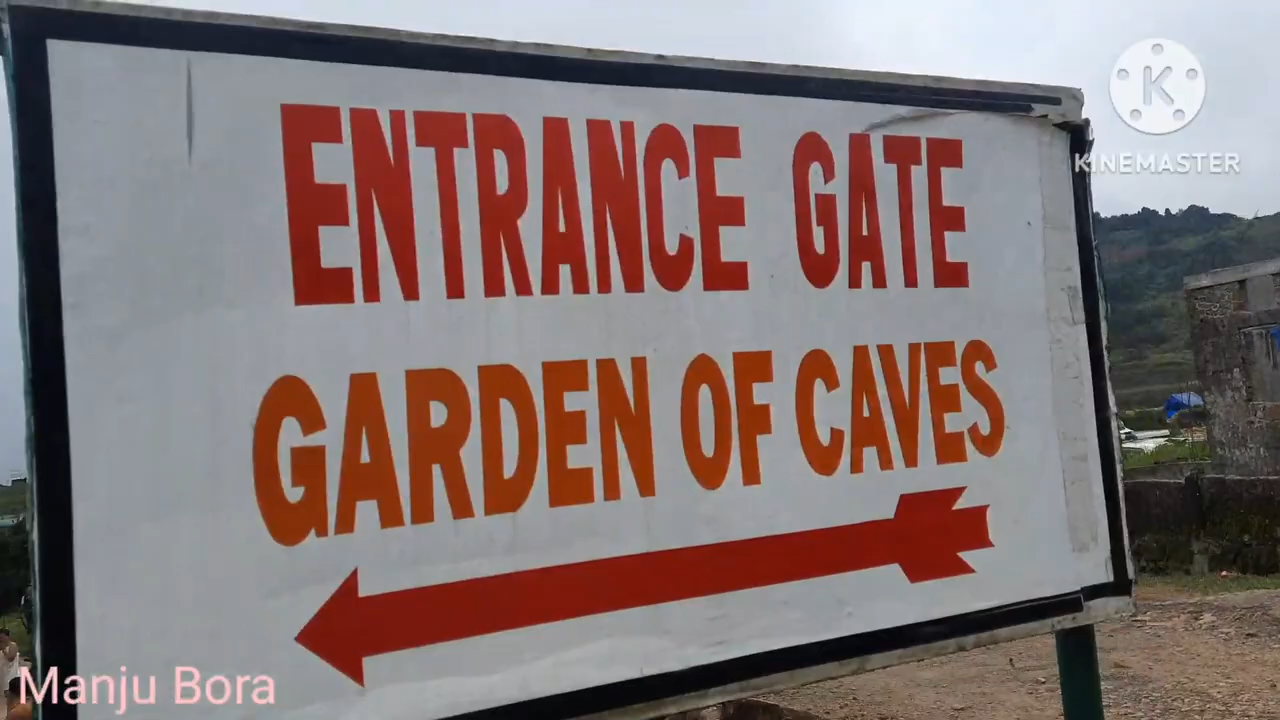 K
KINEMASTER
ENTRANCE GATE
GARDEN OF CAVES
Manju Bora